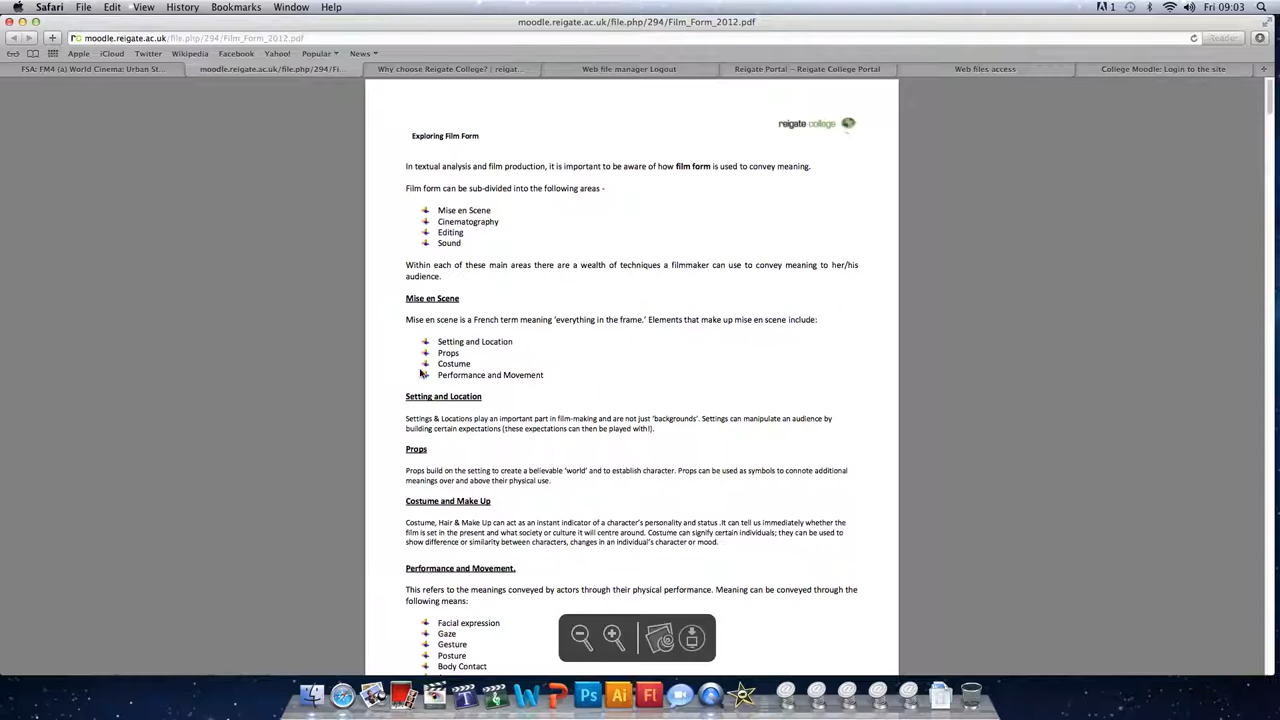 Safari File Edit View History Bookmarks Window Help
1 Fri 09:03
moodle.reigate.ac.uk/file.php/294/Film_Form_2012.pdf
moodle.reigate.ac.uk/file.php/294/Film_Form_2012.pdf Reader
Apple iCloud Twitter Wikipedia Facebook Yahoo! Popular News
FSA: FM4 (a) World Cinema: Urban St... moodle.reigate.ac.uk/file.php/294/Fi... Why choose Reigate College? | reigat... Web file manager Logout Reigate Portal – Reigate College Portal Web files access College Moodle: Login to the site
reigate college
Exploring Film Form
In textual analysis and film production, it is important to be aware of how film form is used to convey meaning.
Film form can be sub-divided into the following areas -
Mise en Scene
Cinematography
Editing
Sound
Within each of these main areas there are a wealth of techniques a filmmaker can use to convey meaning to her/his
audience.
Mise en Scene
Mise en scene is a French term meaning 'everything in the frame.' Elements that make up mise en scene include:
Setting and Location
Props
Costume
Performance and Movement
Setting and Location
Settings & Locations play an important part in film-making and are not just 'backgrounds'. Settings can manipulate an audience by
building certain expectations (these expectations can then be played with!).
Props
Props build on the setting to create a believable 'world' and to establish character. Props can be used as symbols to connote additional
meanings over and above their physical use.
Costume and Make Up
Costume, Hair & Make Up can act as an instant indicator of a character's personality and status .It can tell us immediately whether the
film is set in the present and what society or culture it will centre around. Costume can signify certain individuals; they can be used to
show difference or similarity between characters, changes in an individual's character or mood.
Performance and Movement.
This refers to the meanings conveyed by actors through their physical performance. Meaning can be conveyed through the
following means:
Facial expression
Gaze
Gesture
Posture
Body Contact
Ps Ai Fl